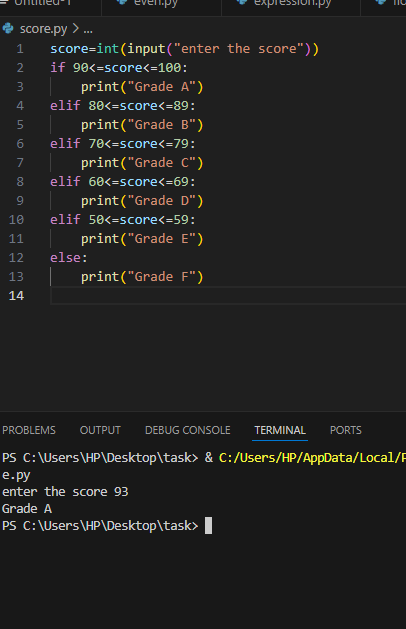 Untitled-1 even.py expression.py
score.py > ...
1 score=int(input("enter the score"))
2 if 90<=score<=100:
3 print("Grade A")
4 elif 80<=score<=89:
5 print("Grade B")
6 elif 70<=score<=79:
7 print("Grade C")
8 elif 60<=score<=69:
9 print("Grade D")
10 elif 50<=score<=59:
11 print("Grade E")
12 else:
13 print("Grade F")
14
PROBLEMS OUTPUT DEBUG CONSOLE TERMINAL PORTS
PS C:\Users\HP\Desktop\task> & C:/Users/HP/AppData/Local/
e.py
enter the score 93
Grade A
PS C:\Users\HP\Desktop\task>